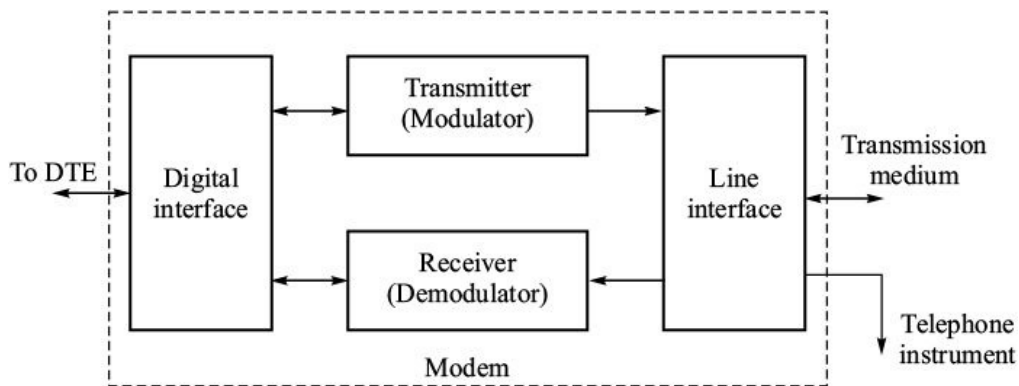 Transmitter
(Modulator)
To DTE
Digital
interface
Line
interface
Transmission
medium
Receiver
(Demodulator)
Telephone
instrument
Modem